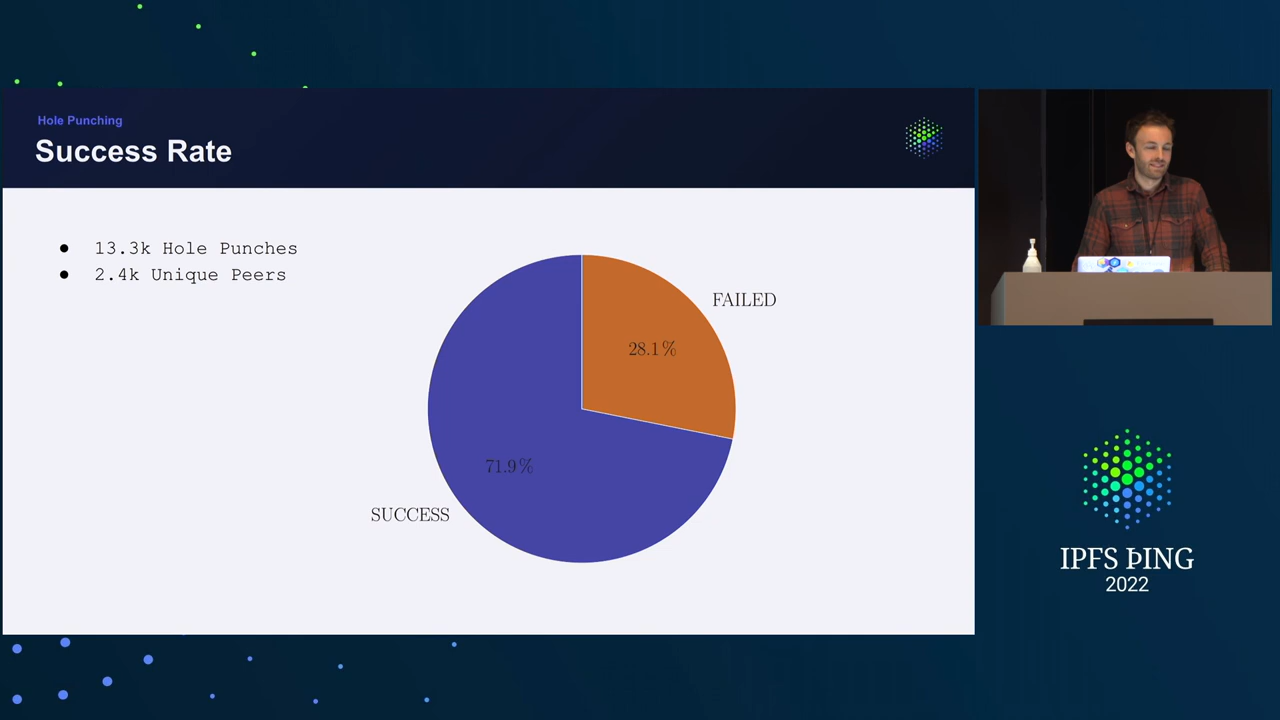 Hole Punching
Success Rate
● 13.3k Hole Punches
● 2.4k Unique Peers
FAILED
28.1%
71.9%
SUCCESS
IPFS ÞING
2022